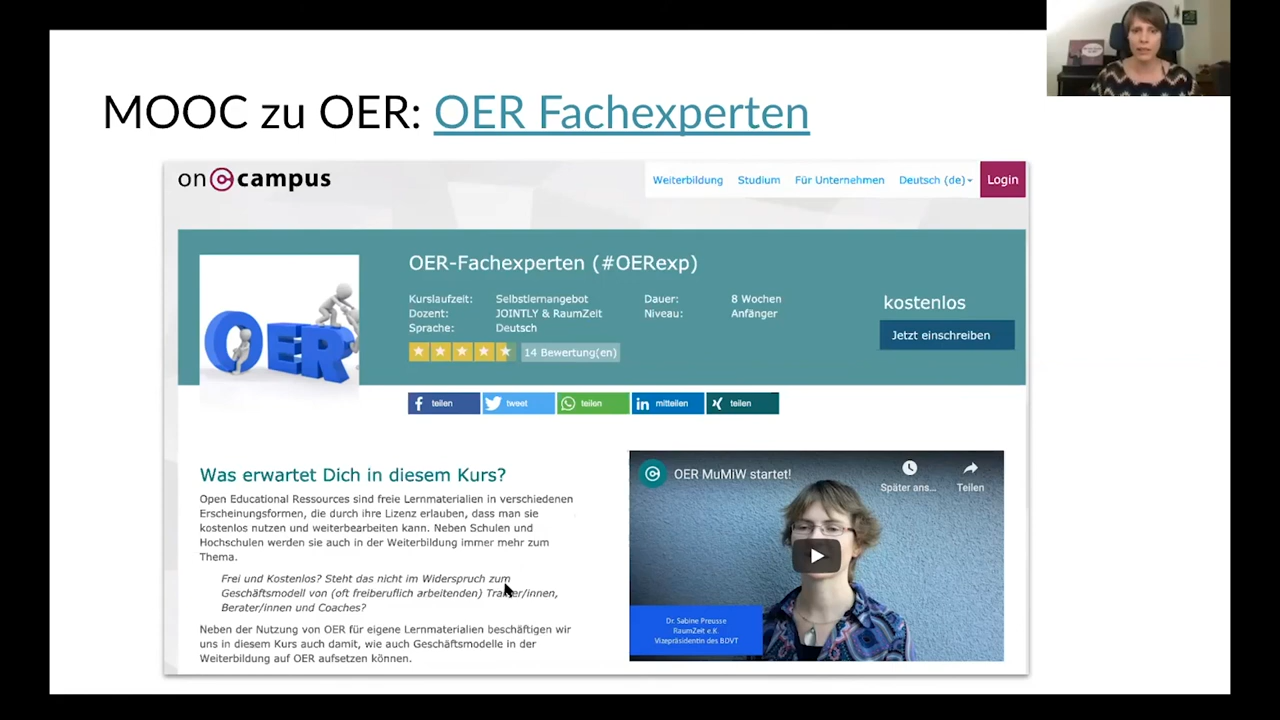 MOOC zu OER: OER Fachexperten
on campus
Weiterbildung Studium Für Unternehmen Deutsch (de) Login
OER-Fachexperten (#OERexp)
Kurslaufzeit: Selbstlernangebot Dauer: 8 Wochen
Dozent: JOINTLY & RaumZeit Niveau: Anfänger
Sprache: Deutsch
14 Bewertung(en)
kostenlos
Jetzt einschreiben
OER
teilen tweet teilen mitteilen teilen
Was erwartet Dich in diesem Kurs?
Open Educational Ressources sind freie Lernmaterialien in verschiedenen
Erscheinungsformen, die durch ihre Lizenz erlauben, dass man sie
kostenlos nutzen und weiterbearbeiten kann. Neben Schulen und
Hochschulen werden sie auch in der Weiterbildung immer mehr zum
Thema.
Frei und Kostenlos? Steht das nicht im Widerspruch zum
Geschäftsmodell von (oft freiberuflich arbeitenden) Trainer/innen,
Berater/innen und Coaches?
Neben der Nutzung von OER für eigene Lernmaterialien beschäftigen wir
uns in diesem Kurs auch damit, wie auch Geschäftsmodelle in der
Weiterbildung auf OER aufsetzen können.
OER MuMiW startet!
Später ans... Teilen
Dr. Sabine Preusse
RaumZeit e.K.
Vizepräsidentin des BDVT